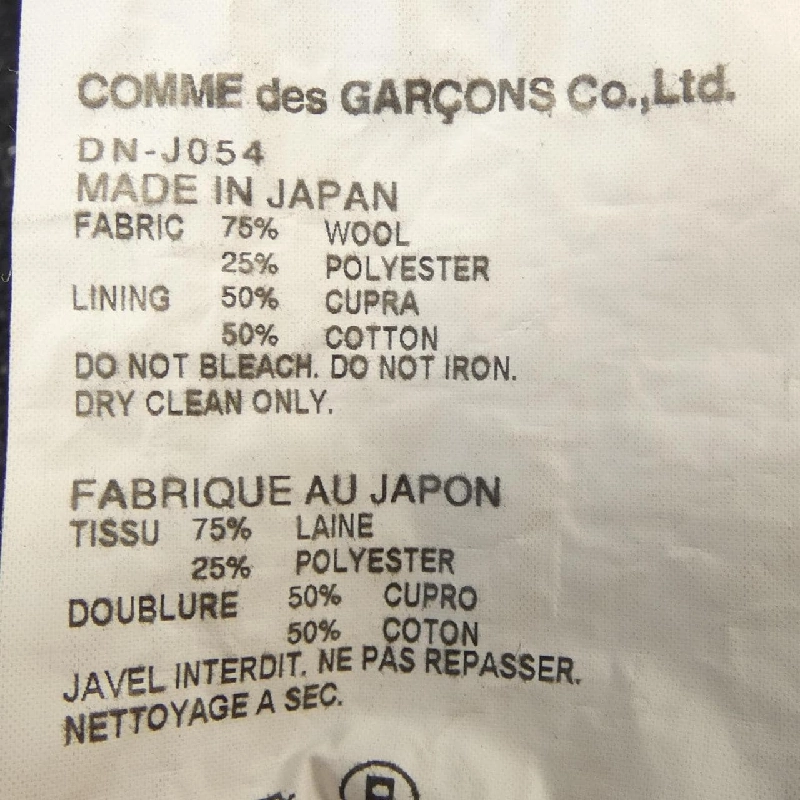 COMME des GARÇONS Co.,Ltd.
DN-J054
MADE IN JAPAN
FABRIC 75% WOOL
25% POLYESTER
LINING 50% CUPRA
50% COTTON
DO NOT BLEACH. DO NOT IRON.
DRY CLEAN ONLY.
FABRIQUE AU JAPON
TISSU 75% LAINE
25% POLYESTER
DOUBLURE 50% CUPRO
50% COTON
JAVEL INTERDIT. NE PAS REPASSER.
NETTOYAGE A SEC.